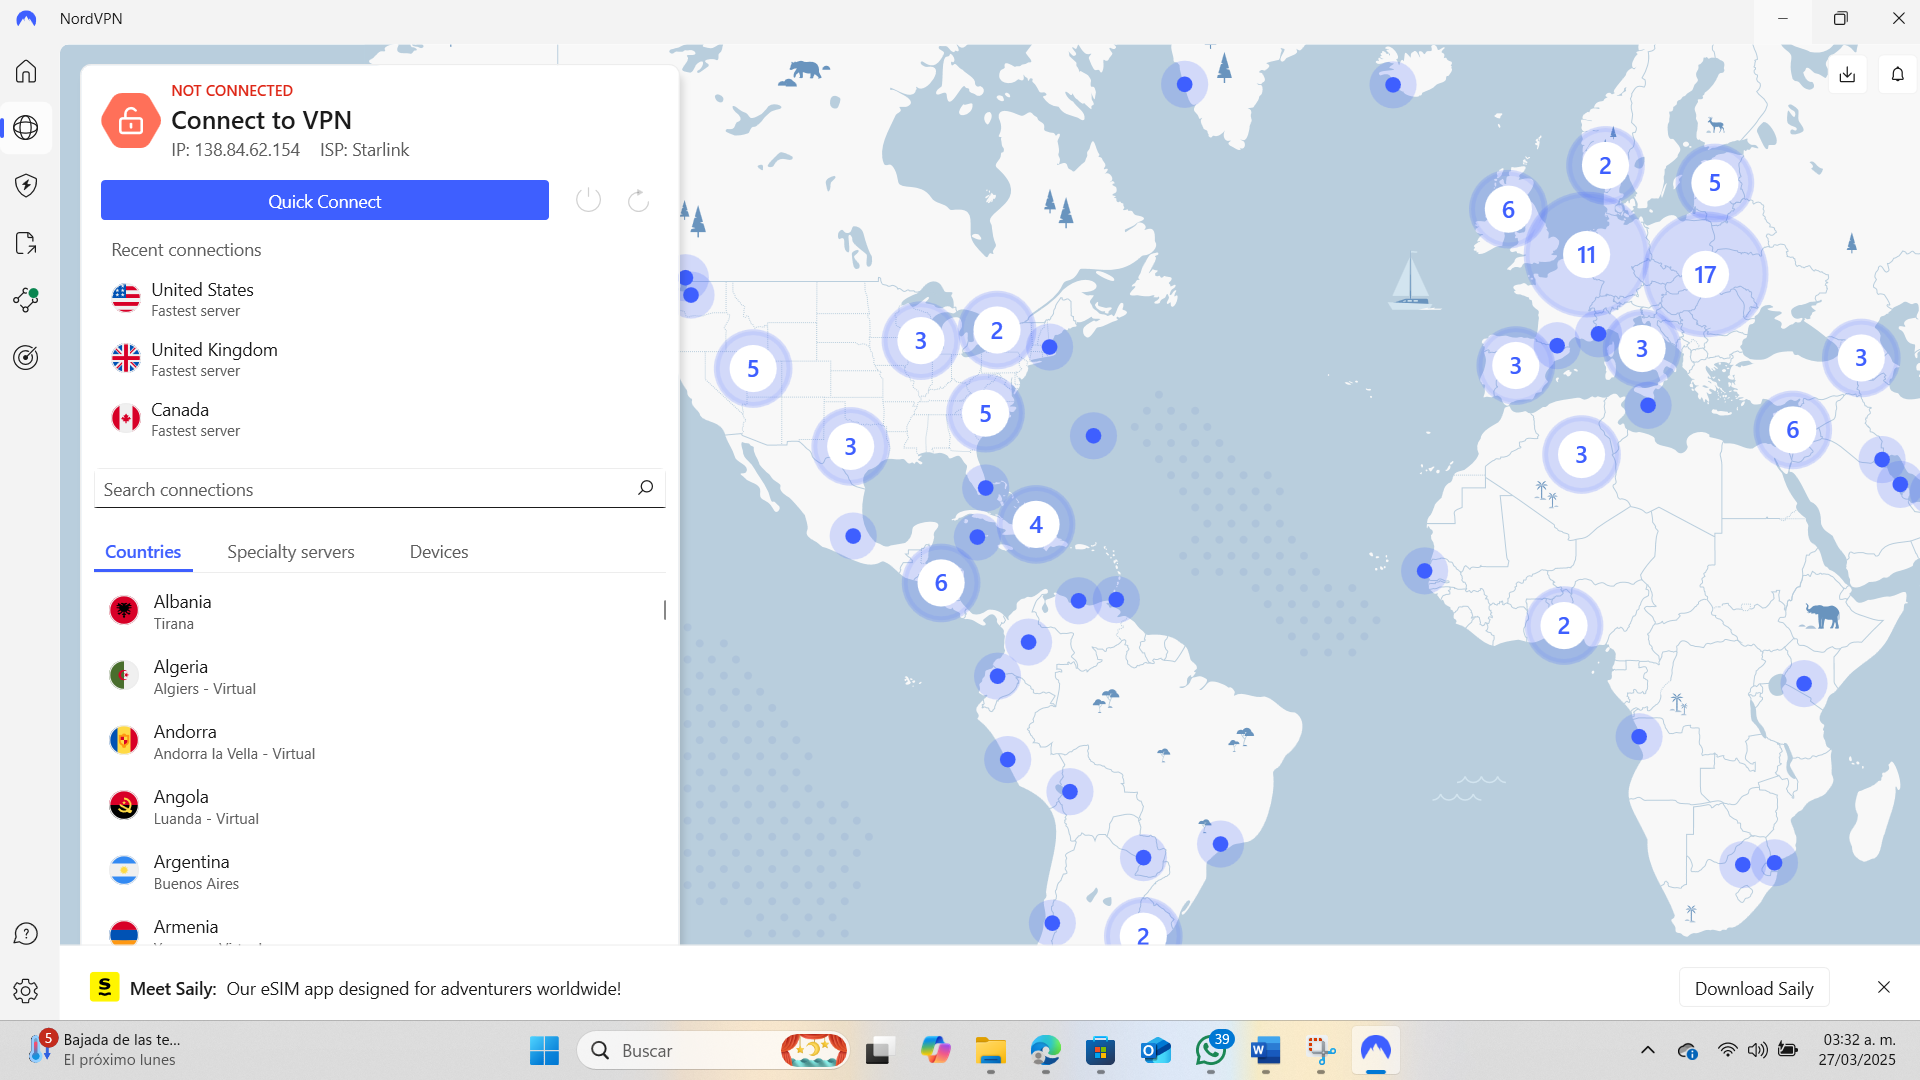 NordVPN
NOT CONNECTED
Connect to VPN
IP: 138.84.62.154 ISP: Starlink
Quick Connect
Recent connections
United States
Fastest server
United Kingdom
Fastest server
Canada
Fastest server
Search connections
Countries Specialty servers Devices
Albania
Tirana
Algeria
Algiers - Virtual
Andorra
Andorra la Vella - Virtual
Angola
Luanda - Virtual
Argentina
Buenos Aires
Armenia
2
5
6
11
17
3
2
5
3
3
3
3
5
6
3
3
4
6
2
2
Meet Saily: Our eSIM app designed for adventurers worldwide!
Download Saily
5
Bajada de las te...
El próximo lunes
Buscar
39
03:32 a. m.
27/03/2025